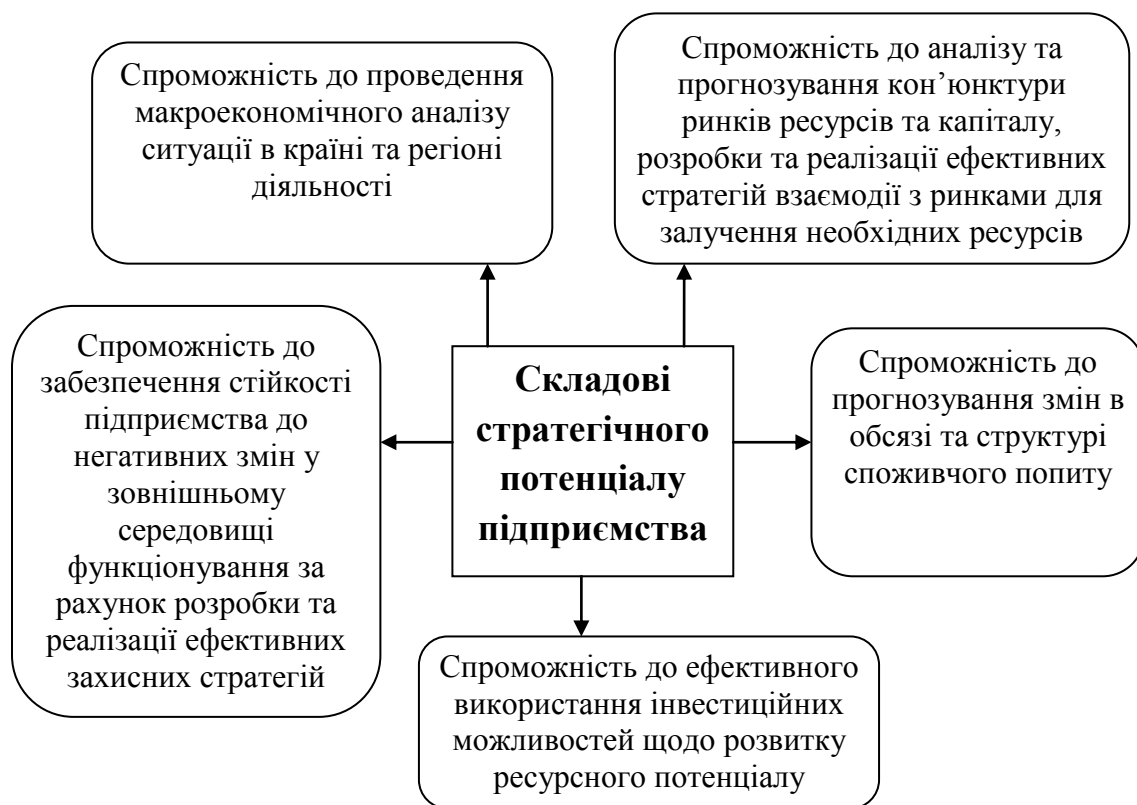 Спроможність до проведення
макроекономічного аналізу
ситуації в країні та регіоні
діяльності
Спроможність до аналізу та
прогнозування кон’юнктури
ринків ресурсів та капіталу,
розробки та реалізації ефективних
стратегій взаємодії з ринками для
залучення необхідних ресурсів
Спроможність до
забезпечення стійкості
підприємства до
негативних змін у
зовнішньому
середовищі
функціонування за
рахунок розробки та
реалізації ефективних
захисних стратегій
Складові
стратегічного
потенціалу
підприємства
Спроможність до
прогнозування змін в
обсязі та структурі
споживчого попиту
Спроможність до ефективного
використання інвестиційних
можливостей щодо розвитку
ресурсного потенціалу